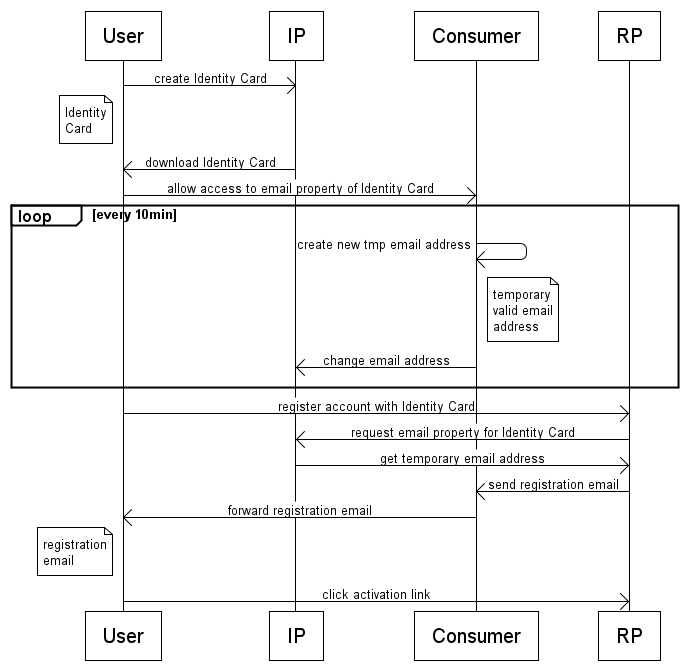 User
IP
Consumer
RP
create Identity Card
Identity
Card
download Identity Card
allow access to email property of Identity Card
loop
[every 10min]
create new tmp email address
temporary
valid email
address
change email address
register account with Identity Card
request email property for Identity Card
get temporary email address
send registration email
forward registration email
registration
email
click activation link
User
IP
Consumer
RP